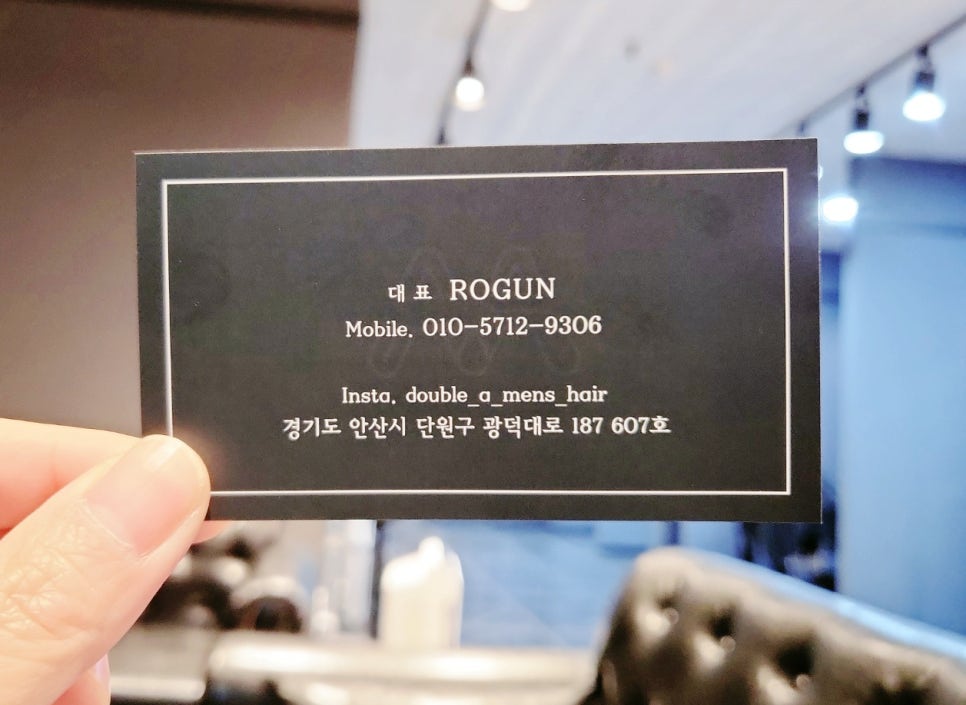 대표 ROGUN
Mobile. 010-5712-9306
Insta. double_a_mens_hair
경기도 안산시 단원구 광덕대로 187 607호